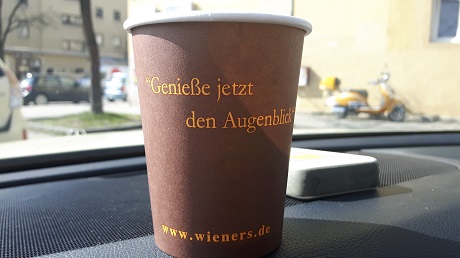 “Genieße jetzt
den Augenblick“
www.wieners.de